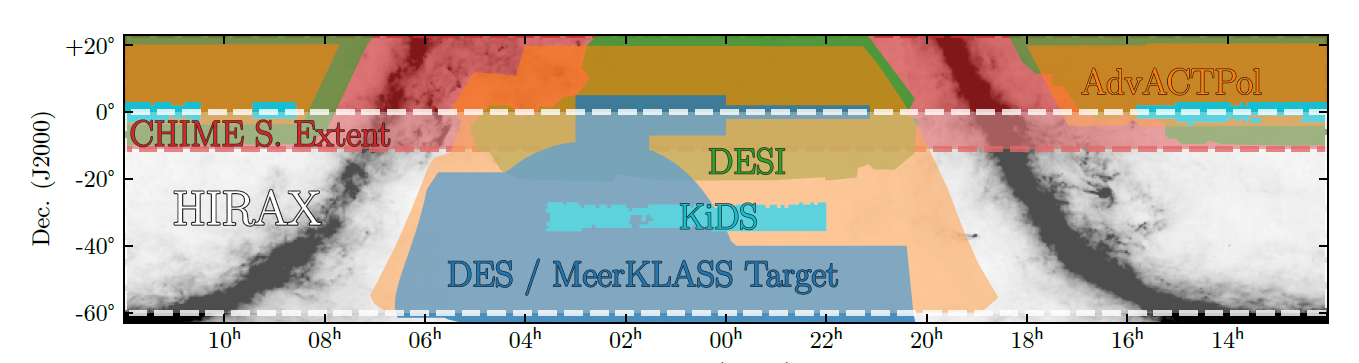 +20°
AdvACTPol
0°
CHIME S. Extent
DESI
-20°
HIRAX
KiDS
-40°
DES / MeerKLASS Target
-60°
Dec. (J2000)
10h 08h 06h 04h 02h 00h 22h 20h 18h 16h 14h